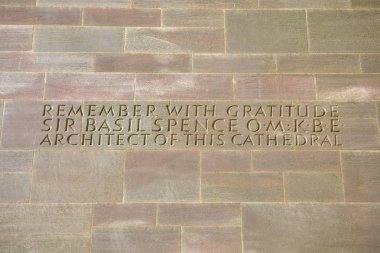 REMEMBER WITH GRATITUDE
SIR BASIL SPENCE O·M:K·B·E
ARCHITECT OF THIS CATHEDRAL